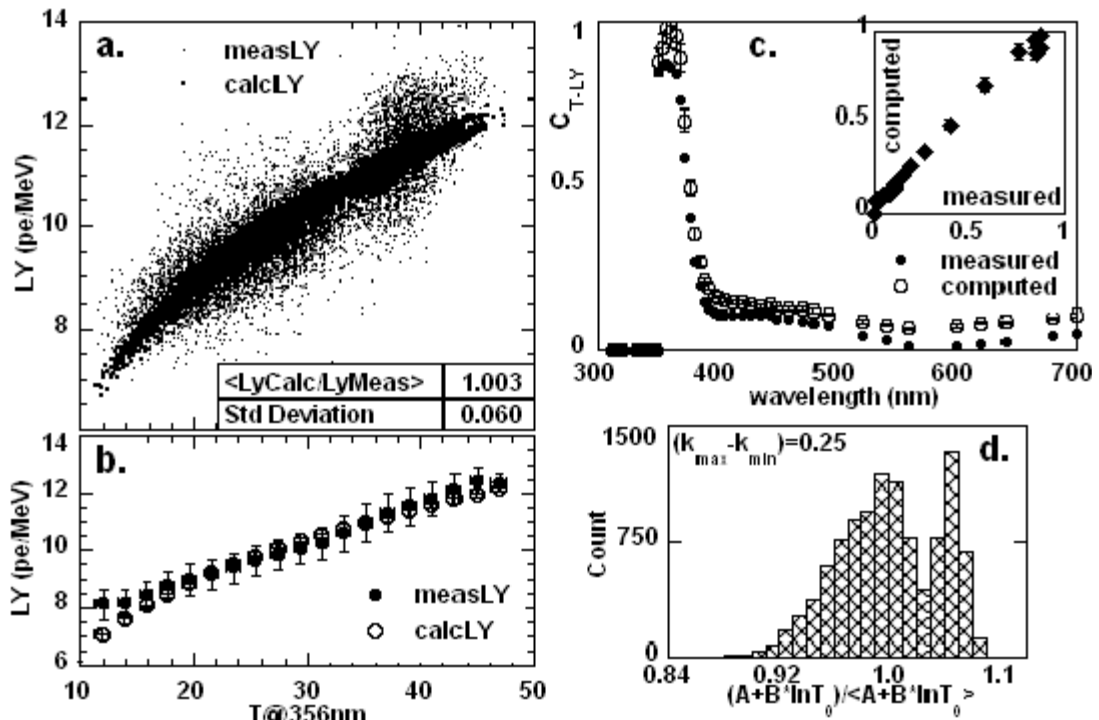 a.
measLY
calcLY
14
12
10
8
LY (pe/MeV)
<LyCalc/LyMeas> 1.003
Std Deviation 0.060
b.
14
12
10
8
6
LY (pe/MeV)
measLY
calcLY
10 20 30 40 50
T@356nm
c.
1
0.5
0
C_T-LY
1
0.5
0
computed
measured
0 0.5 1
measured
computed
300 400 500 600 700
wavelength (nm)
d.
(k_max-k_min)=0.25
1500
750
0
Count
0.84 0.92 1.0 1.1
(A+B*lnT_0)/<A+B*lnT_0>